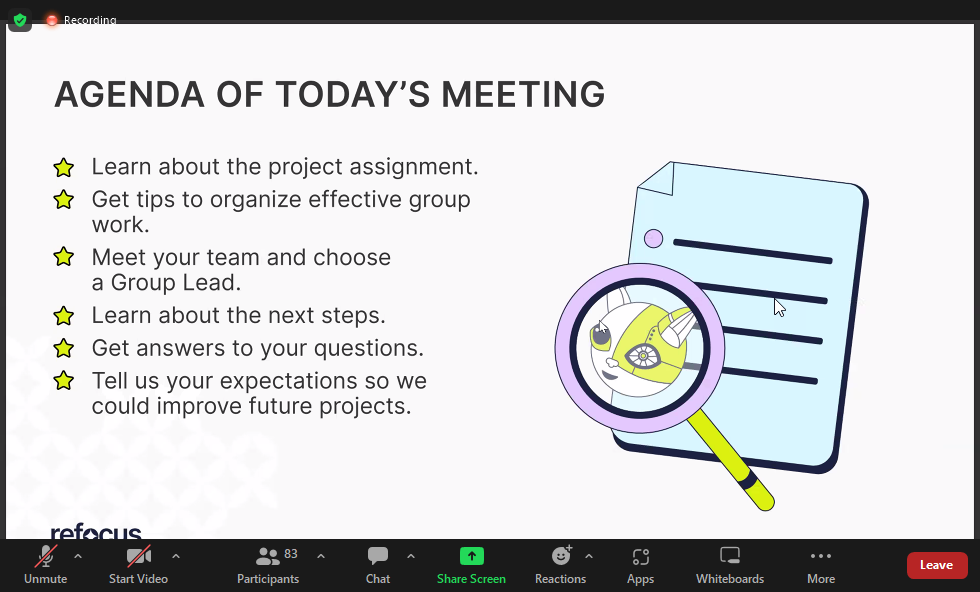 Recording
AGENDA OF TODAY’S MEETING
Learn about the project assignment.
Get tips to organize effective group
work.
Meet your team and choose
a Group Lead.
Learn about the next steps.
Get answers to your questions.
Tell us your expectations so we
could improve future projects.
refocus
83
Unmute
Start Video
Participants
Chat
Share Screen
Reactions
Apps
Whiteboards
More
Leave